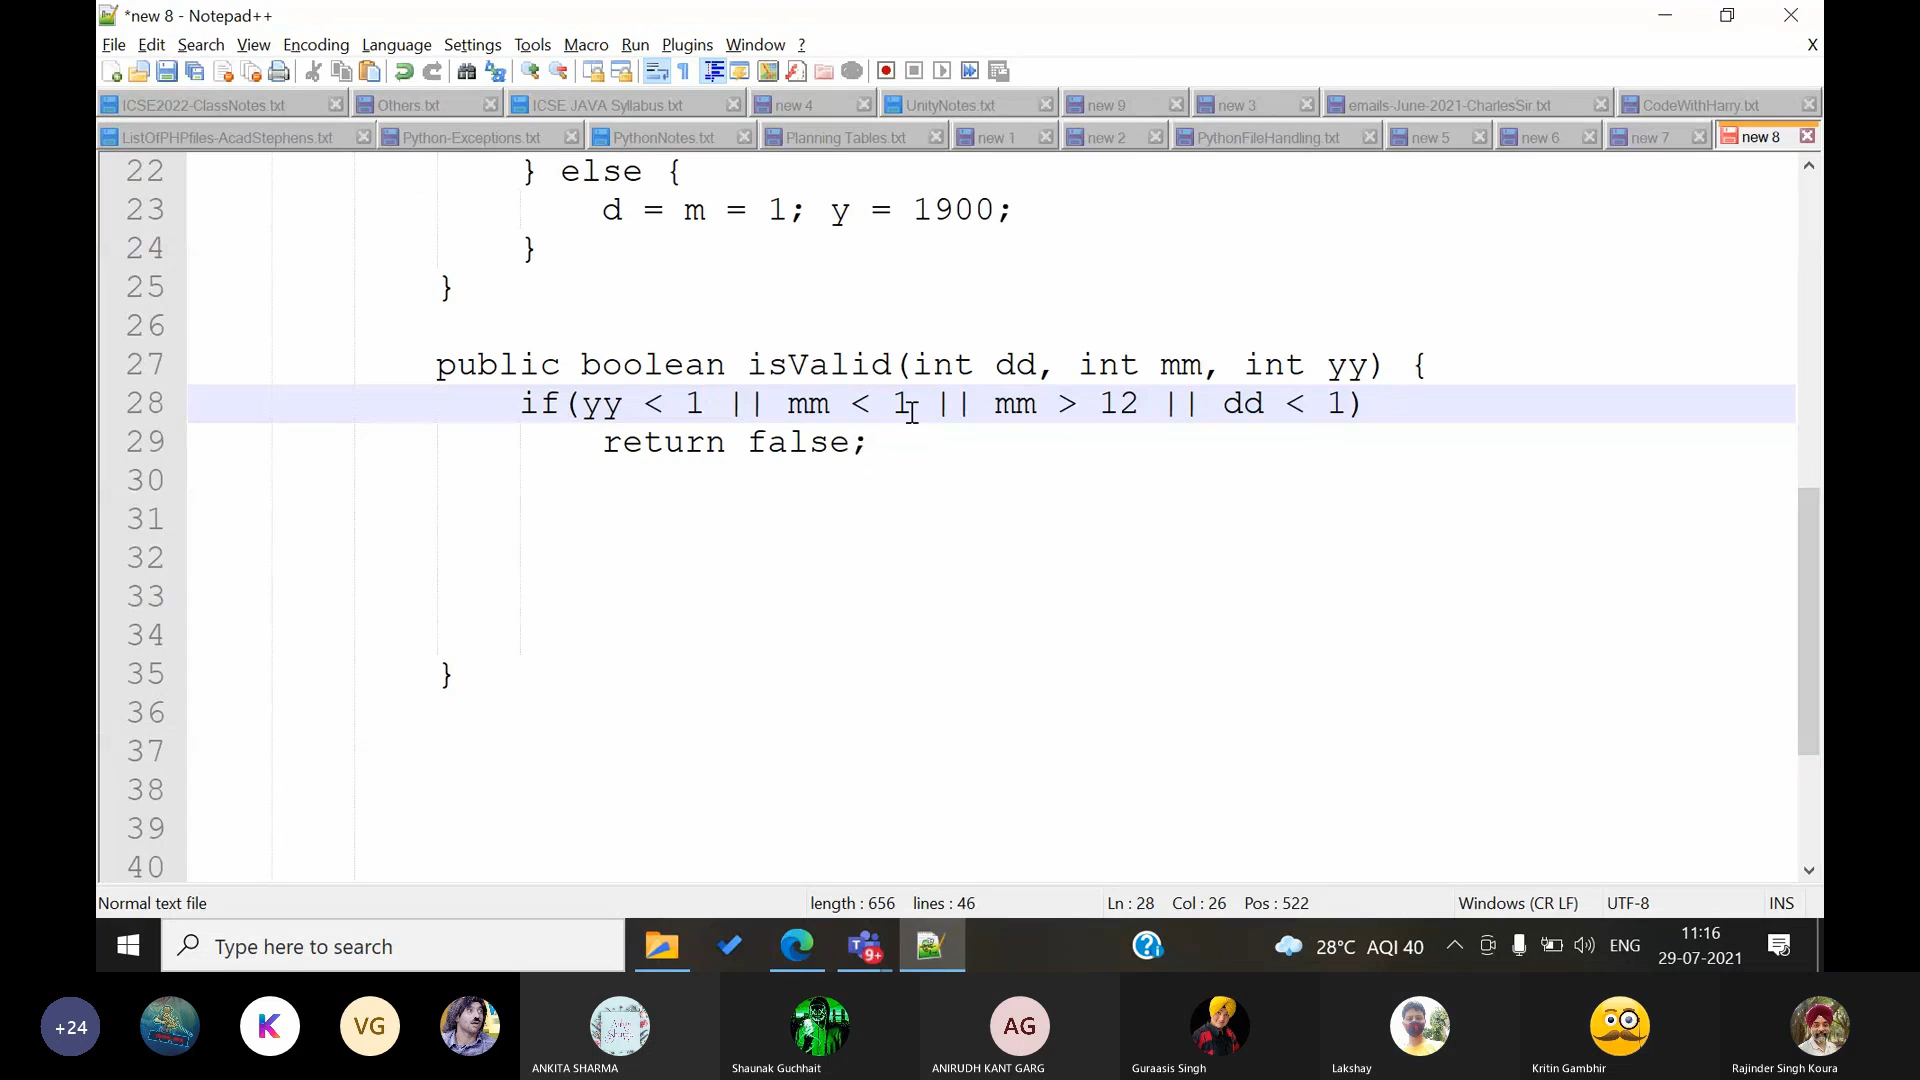 *new 8 - Notepad++
File Edit Search View Encoding Language Settings Tools Macro Run Plugins Window ? X
ICSE2022-ClassNotes.txt Others.txt ICSE JAVA Syllabus.txt new 4 UnityNotes.txt new 9 new 3 emails-June-2021-CharlesSir.txt CodeWithHarry.txt
ListOfPHPfiles-AcadStephens.txt Python-Exceptions.txt PythonNotes.txt Planning Tables.txt new 1 new 2 PythonFileHandling.txt new 5 new 6 new 7 new 8
22 } else {
23 d = m = 1; y = 1900;
24 }
25 }
26
27 public boolean isValid(int dd, int mm, int yy) {
28 if(yy < 1 || mm < 1 || mm > 12 || dd < 1)
29 return false;
30
31
32
33
34
35 }
36
37
38
39
40
Normal text file length : 656 lines : 46 Ln : 28 Col : 26 Pos : 522 Windows (CR LF) UTF-8 INS
Type here to search 9+ 28°C AQI 40 ENG 11:16
29-07-2021
+24 K VG AG
ANKITA SHARMA Shaunak Guchhait ANIRUDH KANT GARG Guraasis Singh Lakshay Kritin Gambhir Rajinder Singh Koura